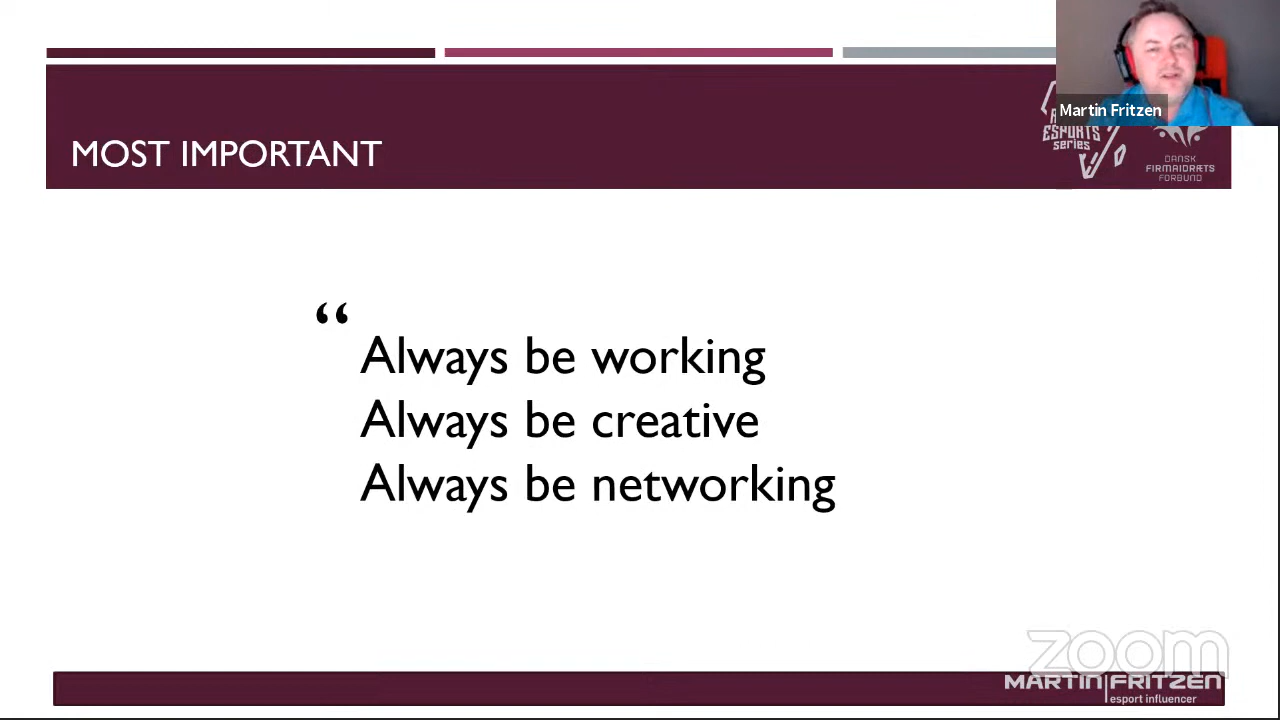 Martin Fritzen
MOST IMPORTANT
ESPORTS
series
DANSK
FIRMAIDRÆTS
FORBUND
“
Always be working
Always be creative
Always be networking
zoom
MARTIN FRITZEN
esport influencer